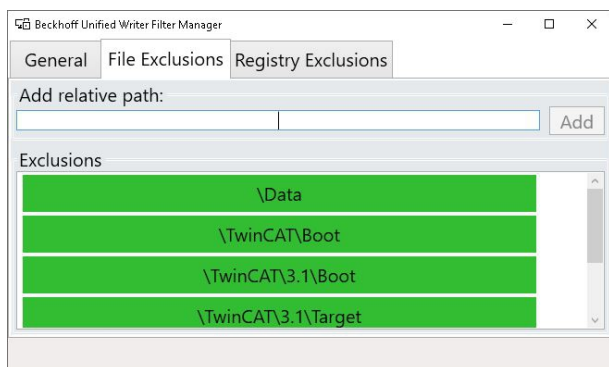 Beckhoff Unified Writer Filter Manager
General File Exclusions Registry Exclusions
Add relative path:
Add
Exclusions
\Data
\TwinCAT\Boot
\TwinCAT\3.1\Boot
\TwinCAT\3.1\Target